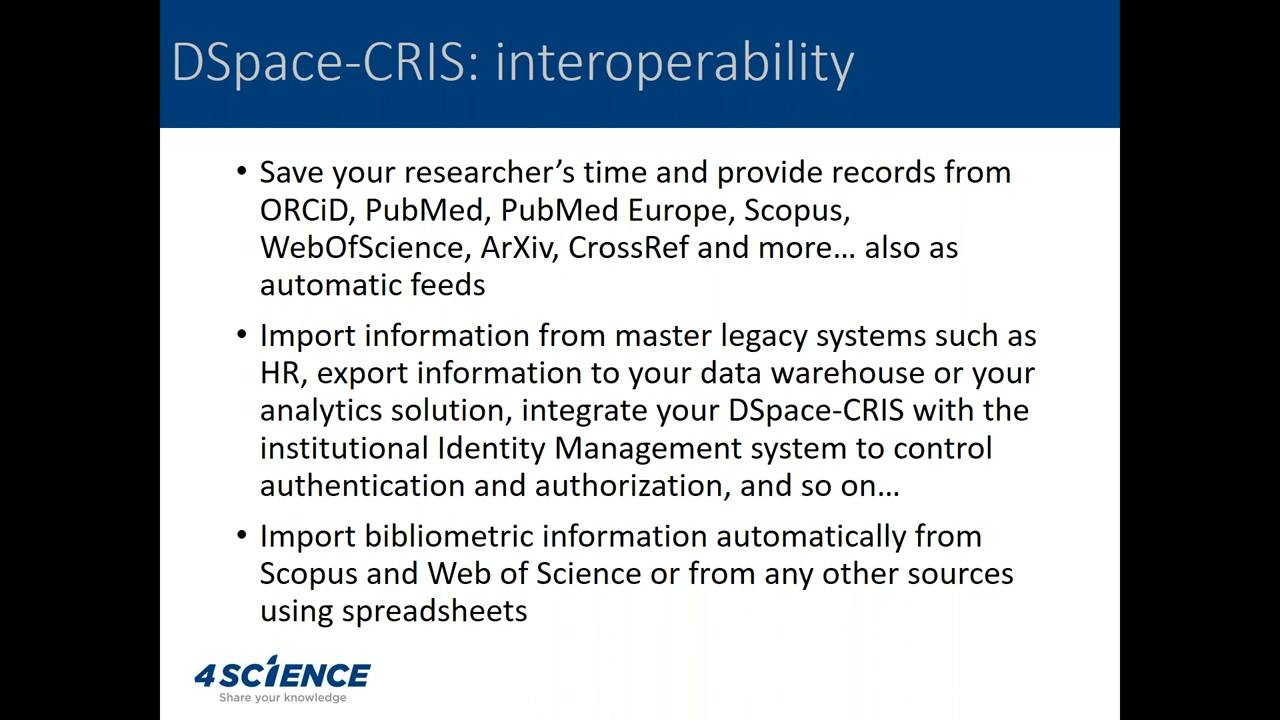 DSpace-CRIS: interoperability
• Save your researcher’s time and provide records from
ORCiD, PubMed, PubMed Europe, Scopus,
WebOfScience, ArXiv, CrossRef and more… also as
automatic feeds
• Import information from master legacy systems such as
HR, export information to your data warehouse or your
analytics solution, integrate your DSpace-CRIS with the
institutional Identity Management system to control
authentication and authorization, and so on…
• Import bibliometric information automatically from
Scopus and Web of Science or from any other sources
using spreadsheets
4SCIENCE
Share your knowledge